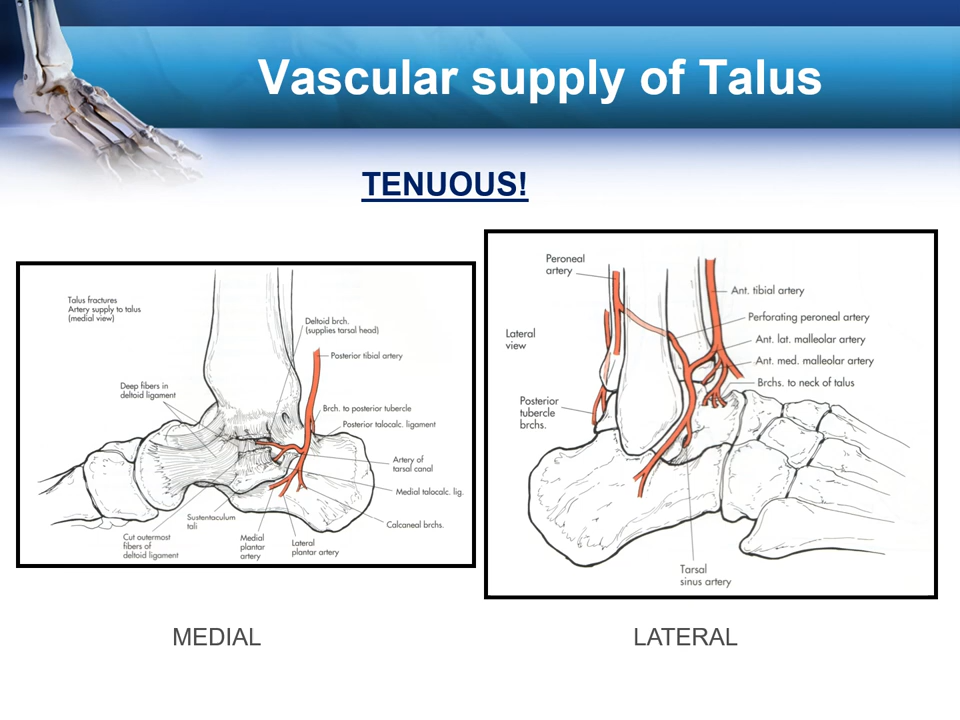 Vascular supply of Talus
TENUOUS!
Talus fractures
Artery supply to talus
(medial view)
Deltoid brch.
(supplies tarsal head)
Posterior tibial artery
Deep fibers in
deltoid ligament
Brch. to posterior tubercle
Posterior talocalc. ligament
Artery of
tarsal canal
Medial talocalc. lig.
Calcaneal brchs.
Sustentaculum
tali
Cut outermost
fibers of
deltoid ligament
Medial
plantar
artery
Lateral
plantar artery
MEDIAL
Peroneal
artery
Ant. tibial artery
Perforating peroneal artery
Lateral
view
Ant. lat. malleolar artery
Ant. med. malleolar artery
Brchs. to neck of talus
Posterior
tubercle
brchs.
Tarsal
sinus artery
LATERAL